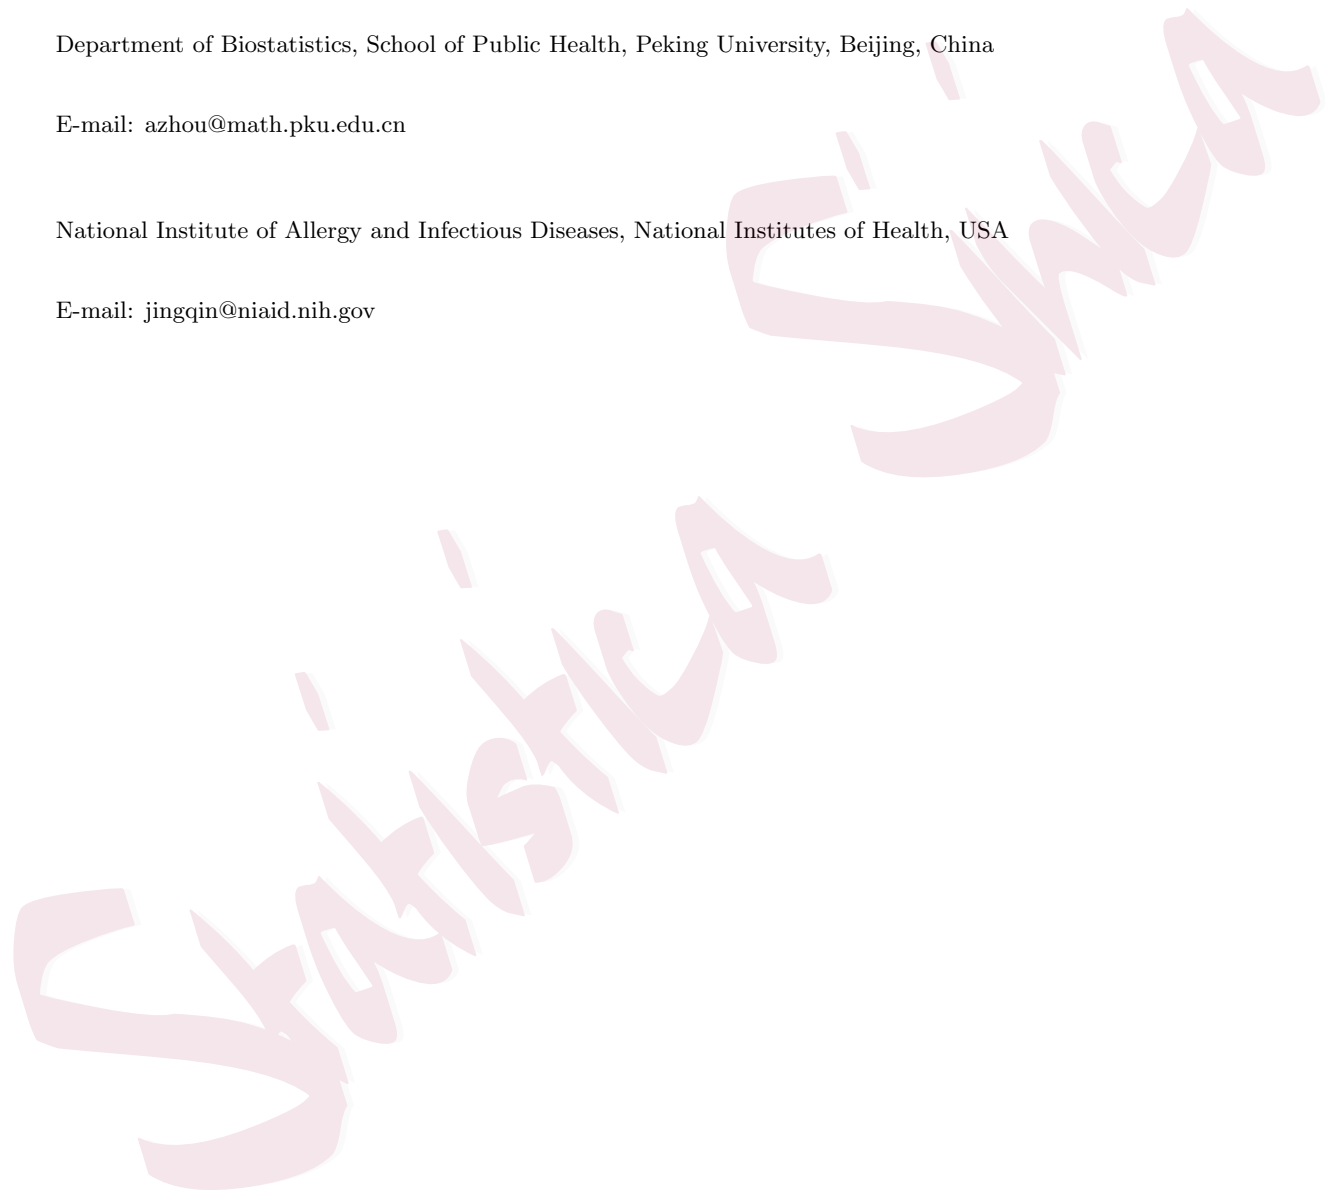 Department of Biostatistics, School of Public Health, Peking University, Beijing, China
E-mail: azhou@math.pku.edu.cn
National Institute of Allergy and Infectious Diseases, National Institutes of Health, USA
E-mail: jingqin@niaid.nih.gov
Statistica Sinica